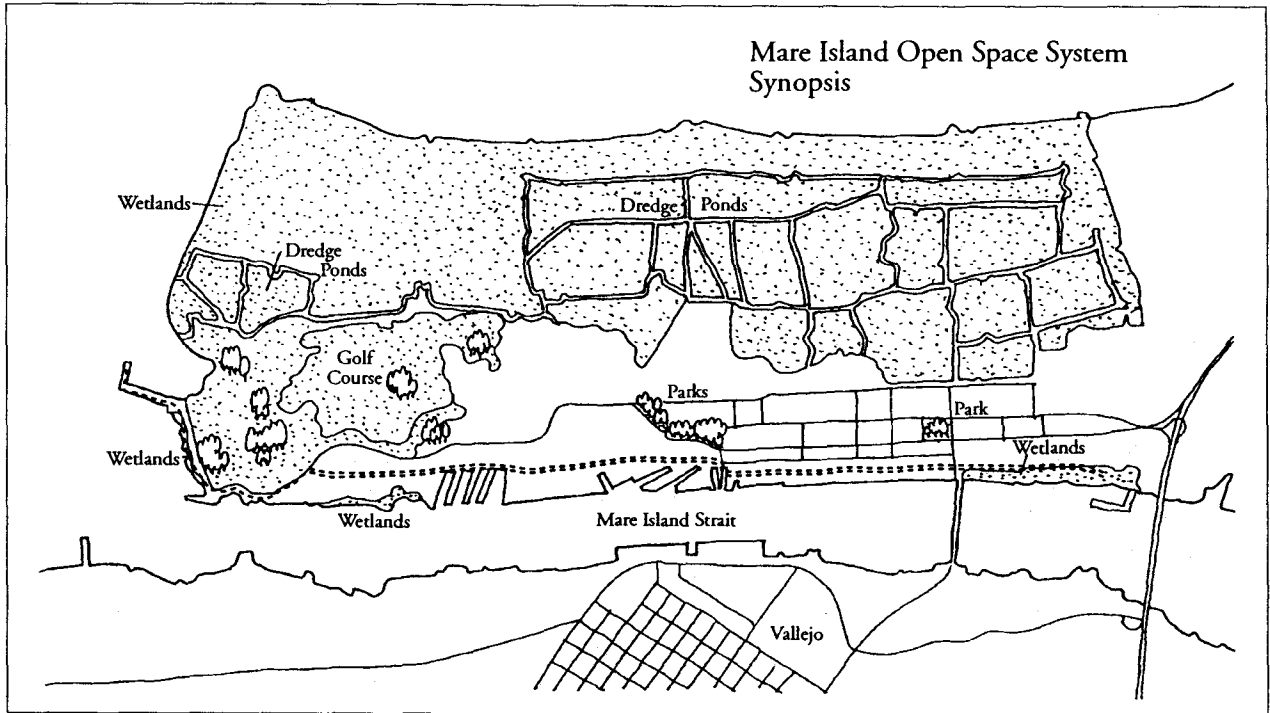 Mare Island Open Space System
Synopsis
Wetlands
Dredge Ponds
Dredge
Ponds
Golf
Course
Parks
Park
Wetlands
Wetlands
Wetlands
Mare Island Strait
Vallejo